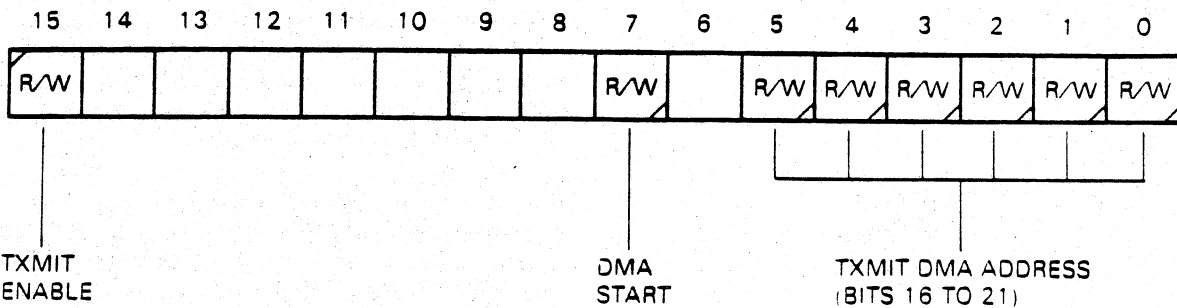 15 14 13 12 11 10 9 8 7 6 5 4 3 2 1 0
R/W R/W R/W R/W R/W R/W R/W R/W
TXMIT ENABLE
DMA START
TXMIT DMA ADDRESS
(BITS 16 TO 21)